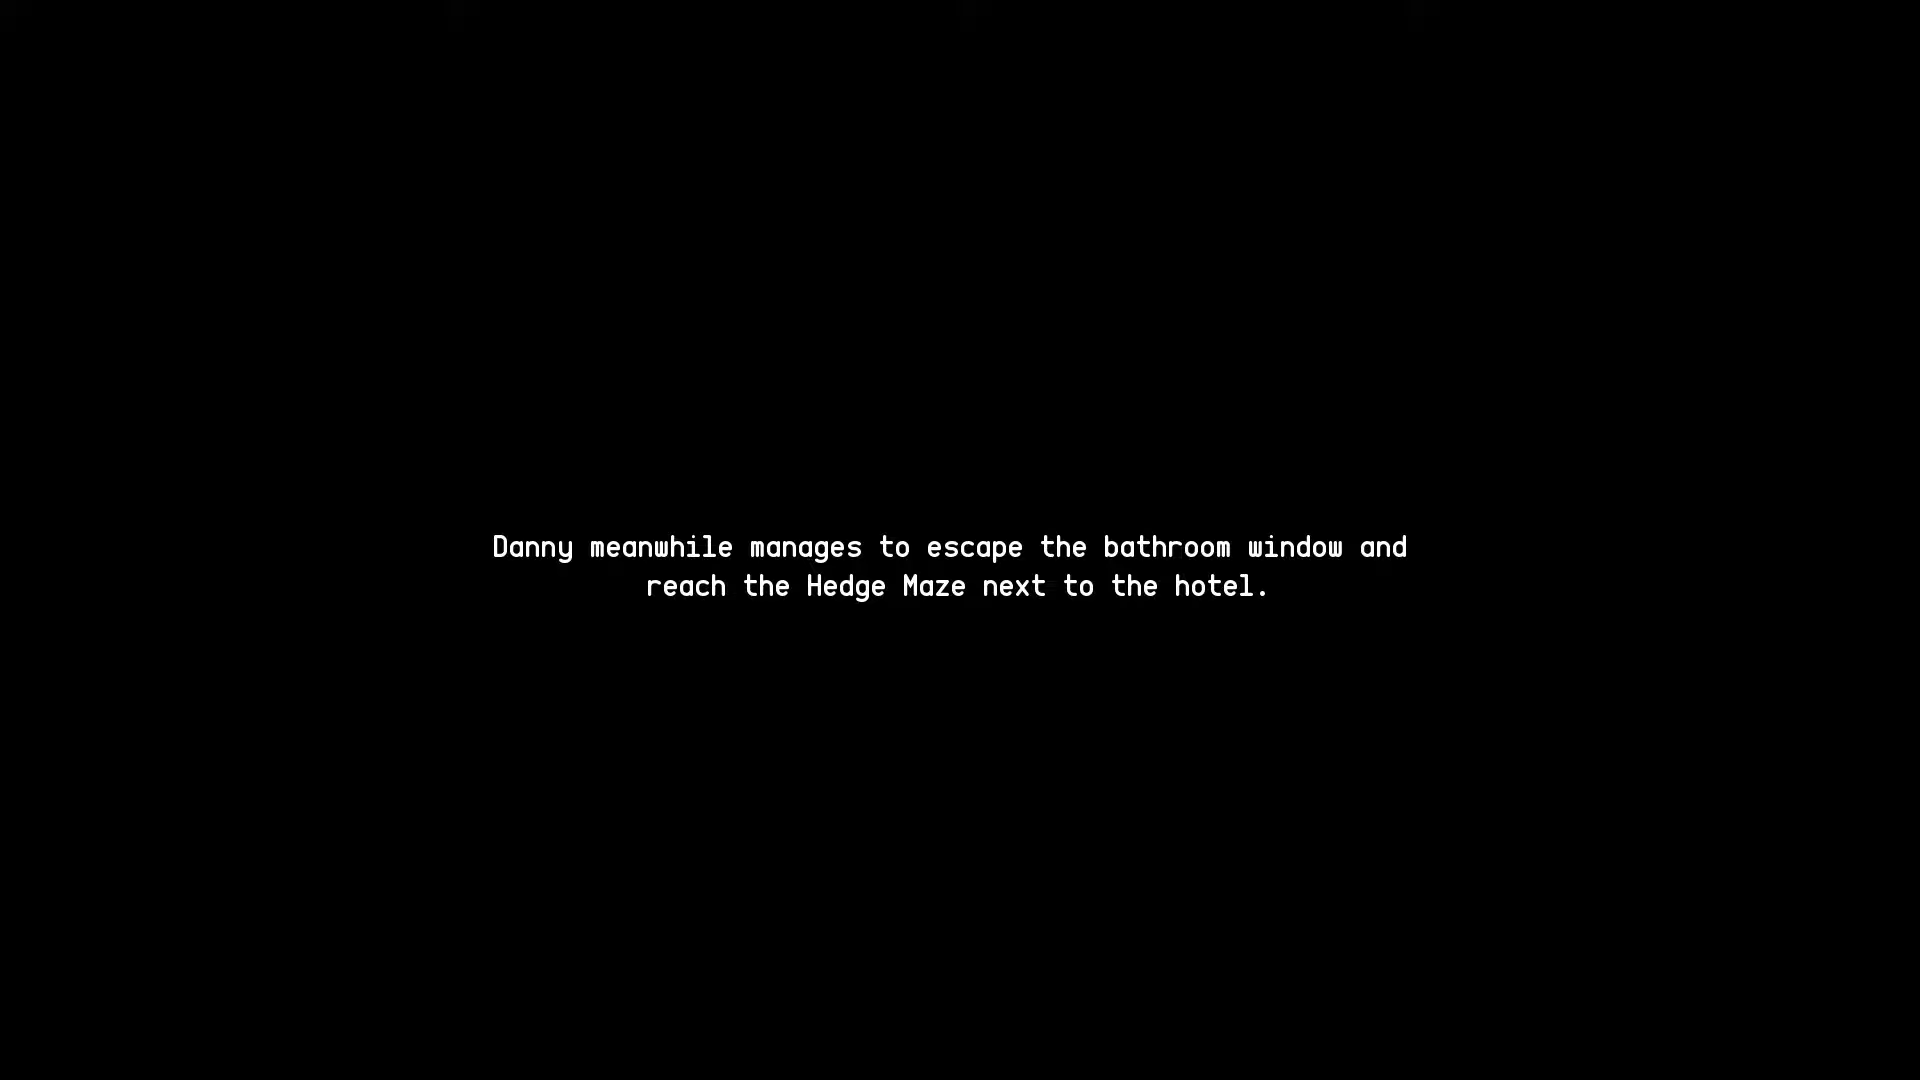 Danny meanwhile manages to escape the bathroom window and
reach the Hedge Maze next to the hotel.